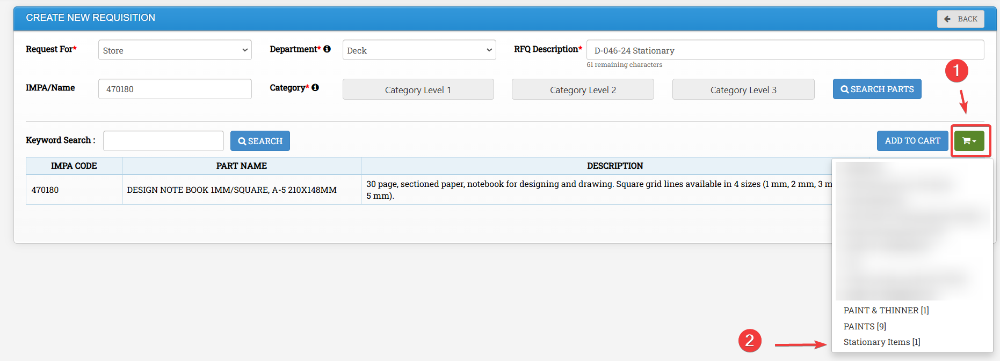 CREATE NEW REQUISITION
BACK
Request For*
Store
Department*
Deck
RFQ Description*
D-046-24 Stationary
61 remaining characters
1
IMPA/Name
470180
Category*
Category Level 1
Category Level 2
Category Level 3
SEARCH PARTS
Keyword Search :
SEARCH
ADD TO CART
IMPA CODE
PART NAME
DESCRIPTION
470180
DESIGN NOTE BOOK 1MM/SQUARE, A-5 210X148MM
30 page, sectioned paper, notebook for designing and drawing. Square grid lines available in 4 sizes (1 mm, 2 mm, 3 m
5 mm).
PAINT & THINNER [1]
PAINTS [9]
2
Stationary Items [1]